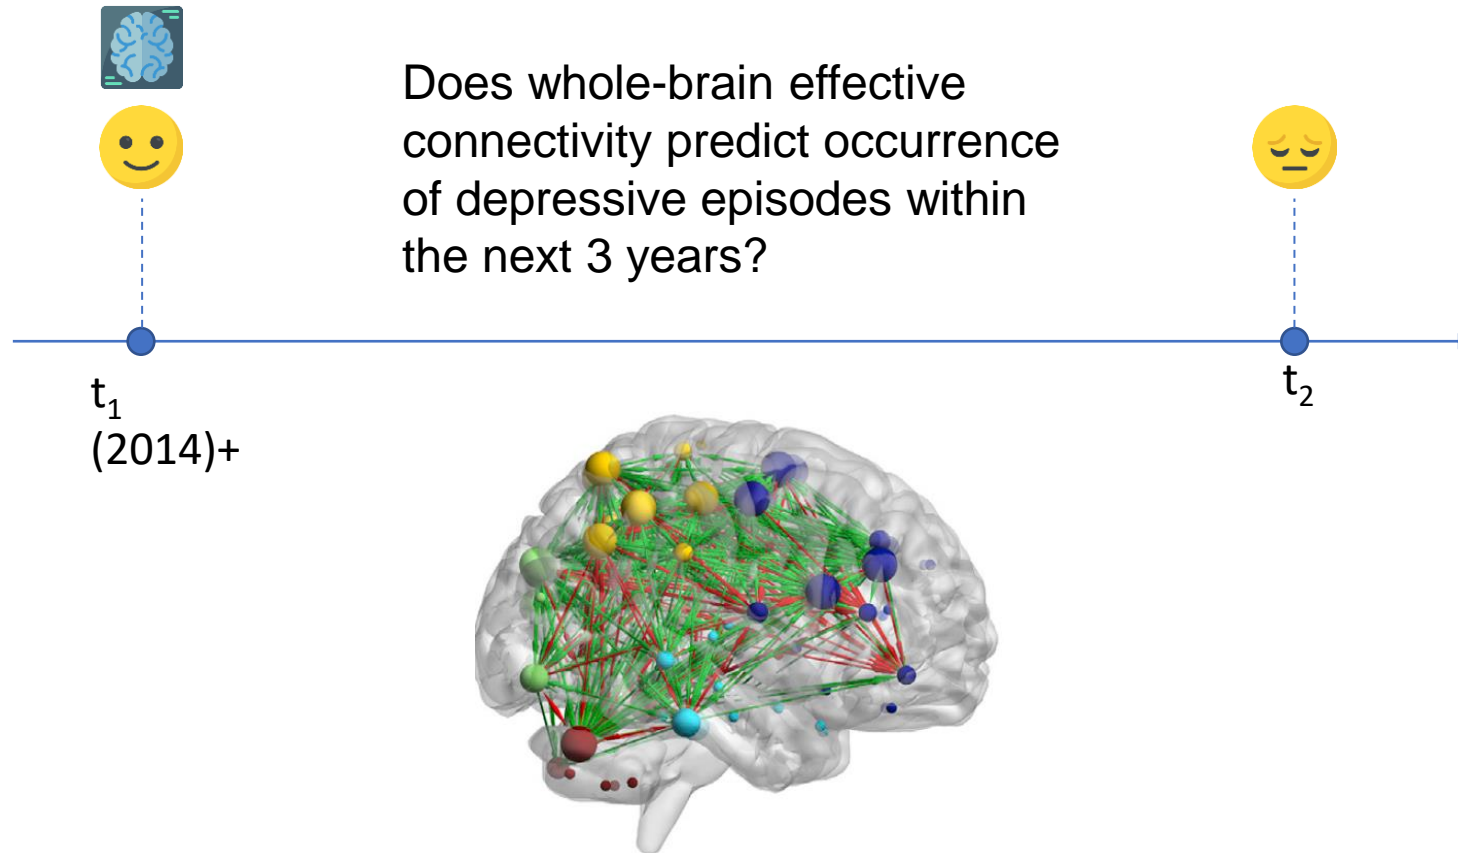 Does whole-brain effective
connectivity predict occurrence
of depressive episodes within
the next 3 years?
t₁
(2014)+
t₂